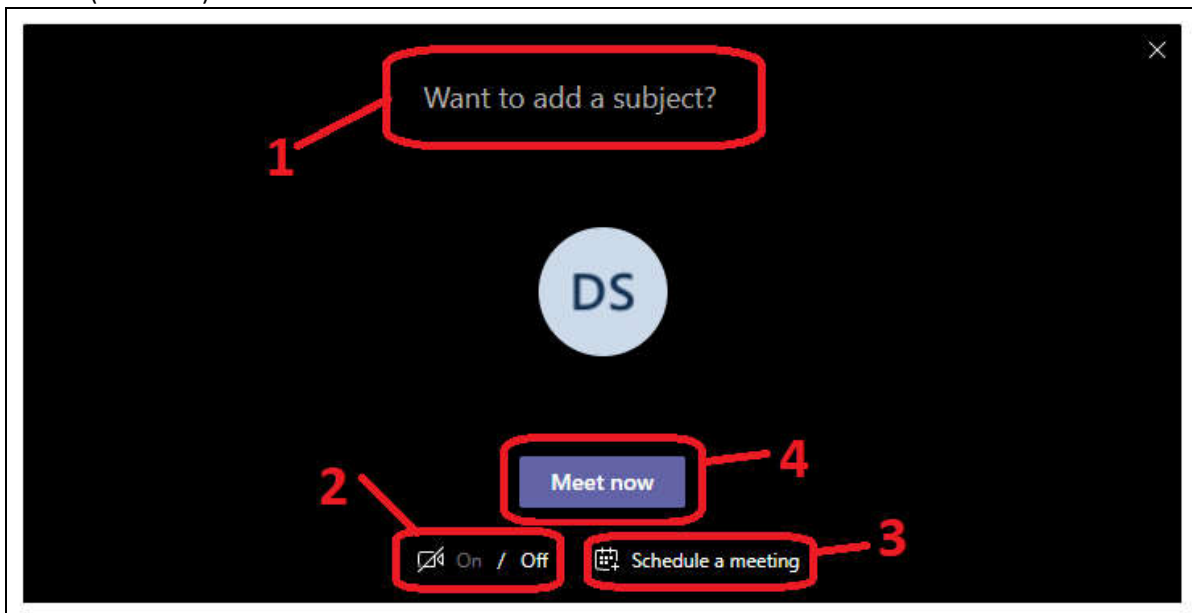 Want to add a subject?
1
DS
Meet now
4
2
On / Off
Schedule a meeting
3